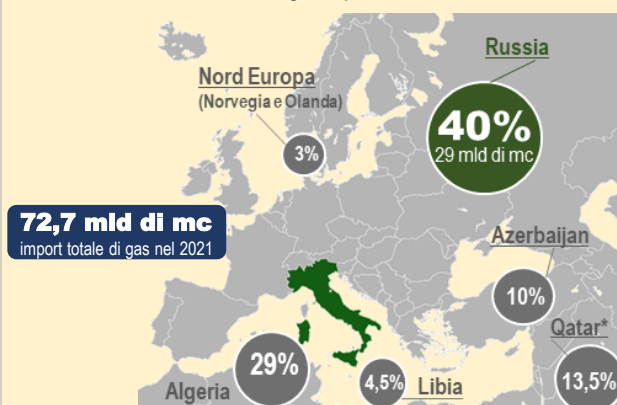 Russia
Nord Europa
(Norvegia e Olanda)
40%
29 mld di mc
3%
72,7 mld di mc
import totale di gas nel 2021
Azerbaijan
10%
Qatar*
29%
13,5%
4,5%
Algeria
Libia